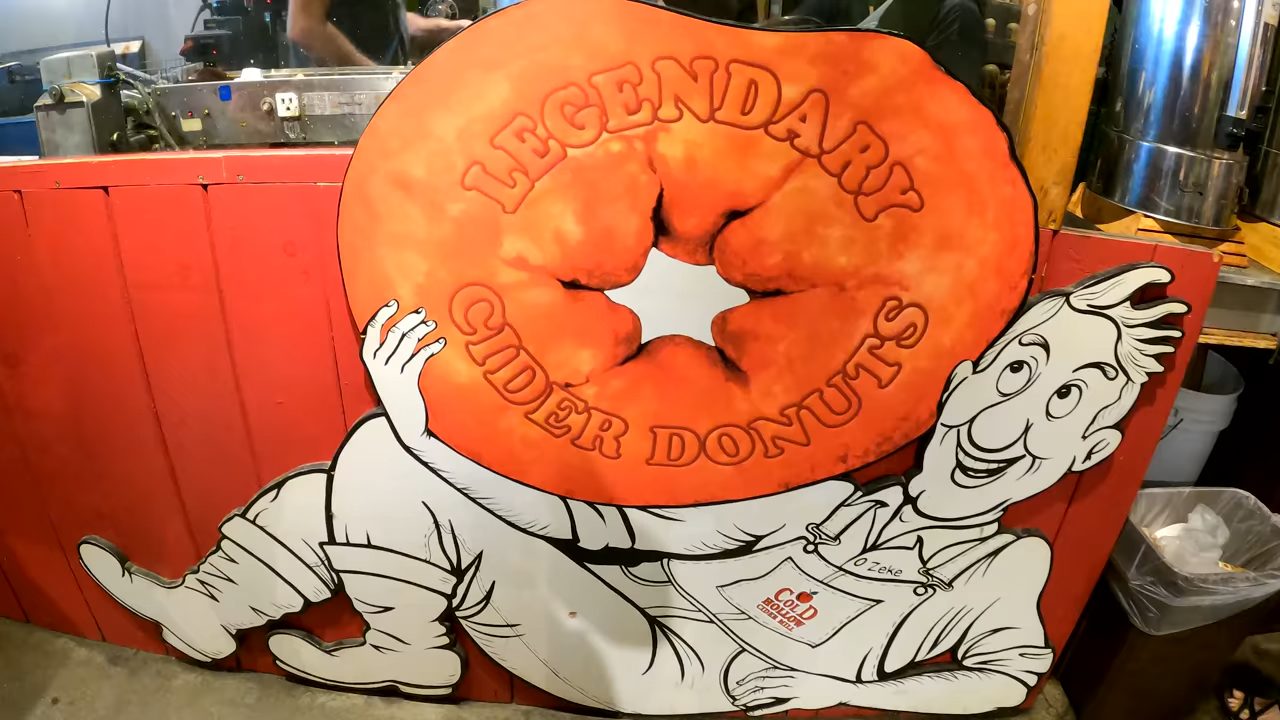 LEGENDARY
CIDER DONUTS
O Zeke
COLD
HOLLOW
CIDER MILL